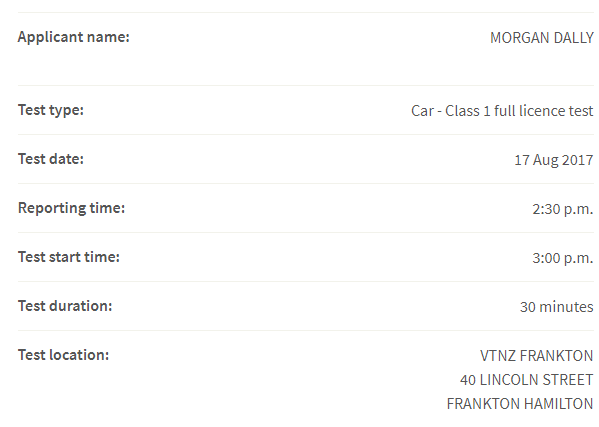 Applicant name: MORGAN DALLY
Test type: Car - Class 1 full licence test
Test date: 17 Aug 2017
Reporting time: 2:30 p.m.
Test start time: 3:00 p.m.
Test duration: 30 minutes
Test location: VTNZ FRANKTON
40 LINCOLN STREET
FRANKTON HAMILTON